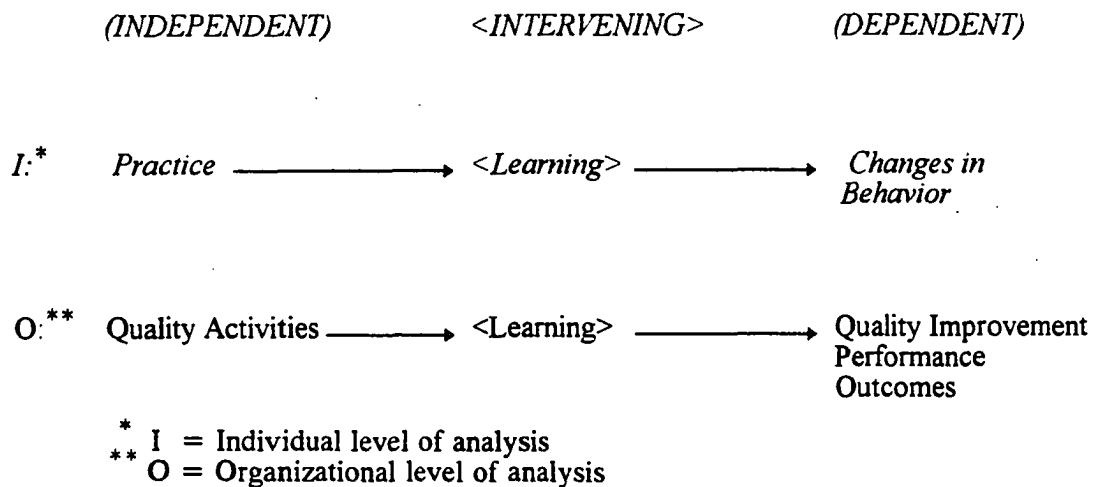 (INDEPENDENT) <INTERVENING> (DEPENDENT)
I:* Practice <Learning> Changes in
Behavior
O:** Quality Activities <Learning> Quality Improvement
Performance
Outcomes
* I = Individual level of analysis
** O = Organizational level of analysis